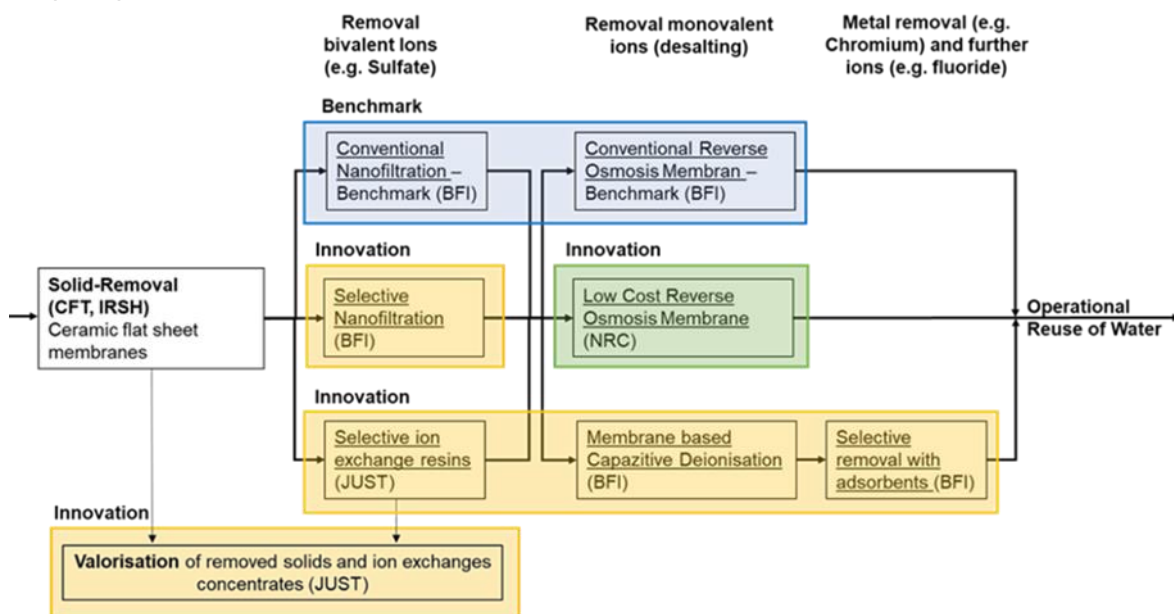 Removal
bivalent Ions
(e.g. Sulfate)
Removal monovalent
ions (desalting)
Metal removal (e.g.
Chromium) and further
ions (e.g. fluoride)
Benchmark
Conventional
Nanofiltration –
Benchmark (BFI)
Conventional Reverse
Osmosis Membran –
Benchmark (BFI)
Solid-Removal
(CFT, IRSH)
Ceramic flat sheet
membranes
Innovation
Selective
Nanofiltration
(BFI)
Innovation
Low Cost Reverse
Osmosis Membrane
(NRC)
Operational
Reuse of Water
Innovation
Selective ion
exchange resins
(JUST)
Membrane based
Capazitive Deionisation
(BFI)
Selective
removal with
adsorbents (BFI)
Innovation
Valorisation of removed solids and ion exchanges
concentrates (JUST)